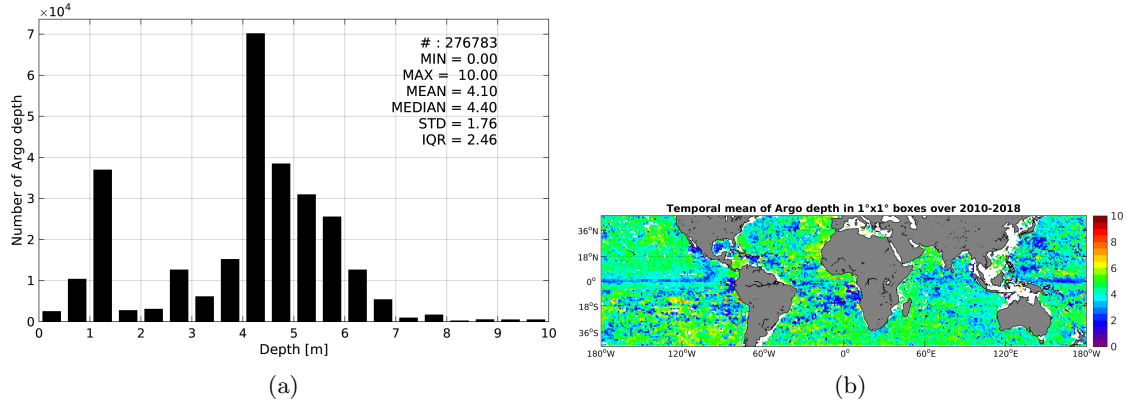 ×10⁴
7
6
5
4
3
2
1
0
Number of Argo depth
# : 276783
MIN = 0.00
MAX = 10.00
MEAN = 4.10
MEDIAN = 4.40
STD = 1.76
IQR = 2.46
0 1 2 3 4 5 6 7 8 9 10
Depth [m]
(a)
Temporal mean of Argo depth in 1°x1° boxes over 2010-2018
36°N
18°N
0°
18°S
36°S
180°W 120°W 60°W 0° 60°E 120°E 180°W
10
8
6
4
2
0
(b)